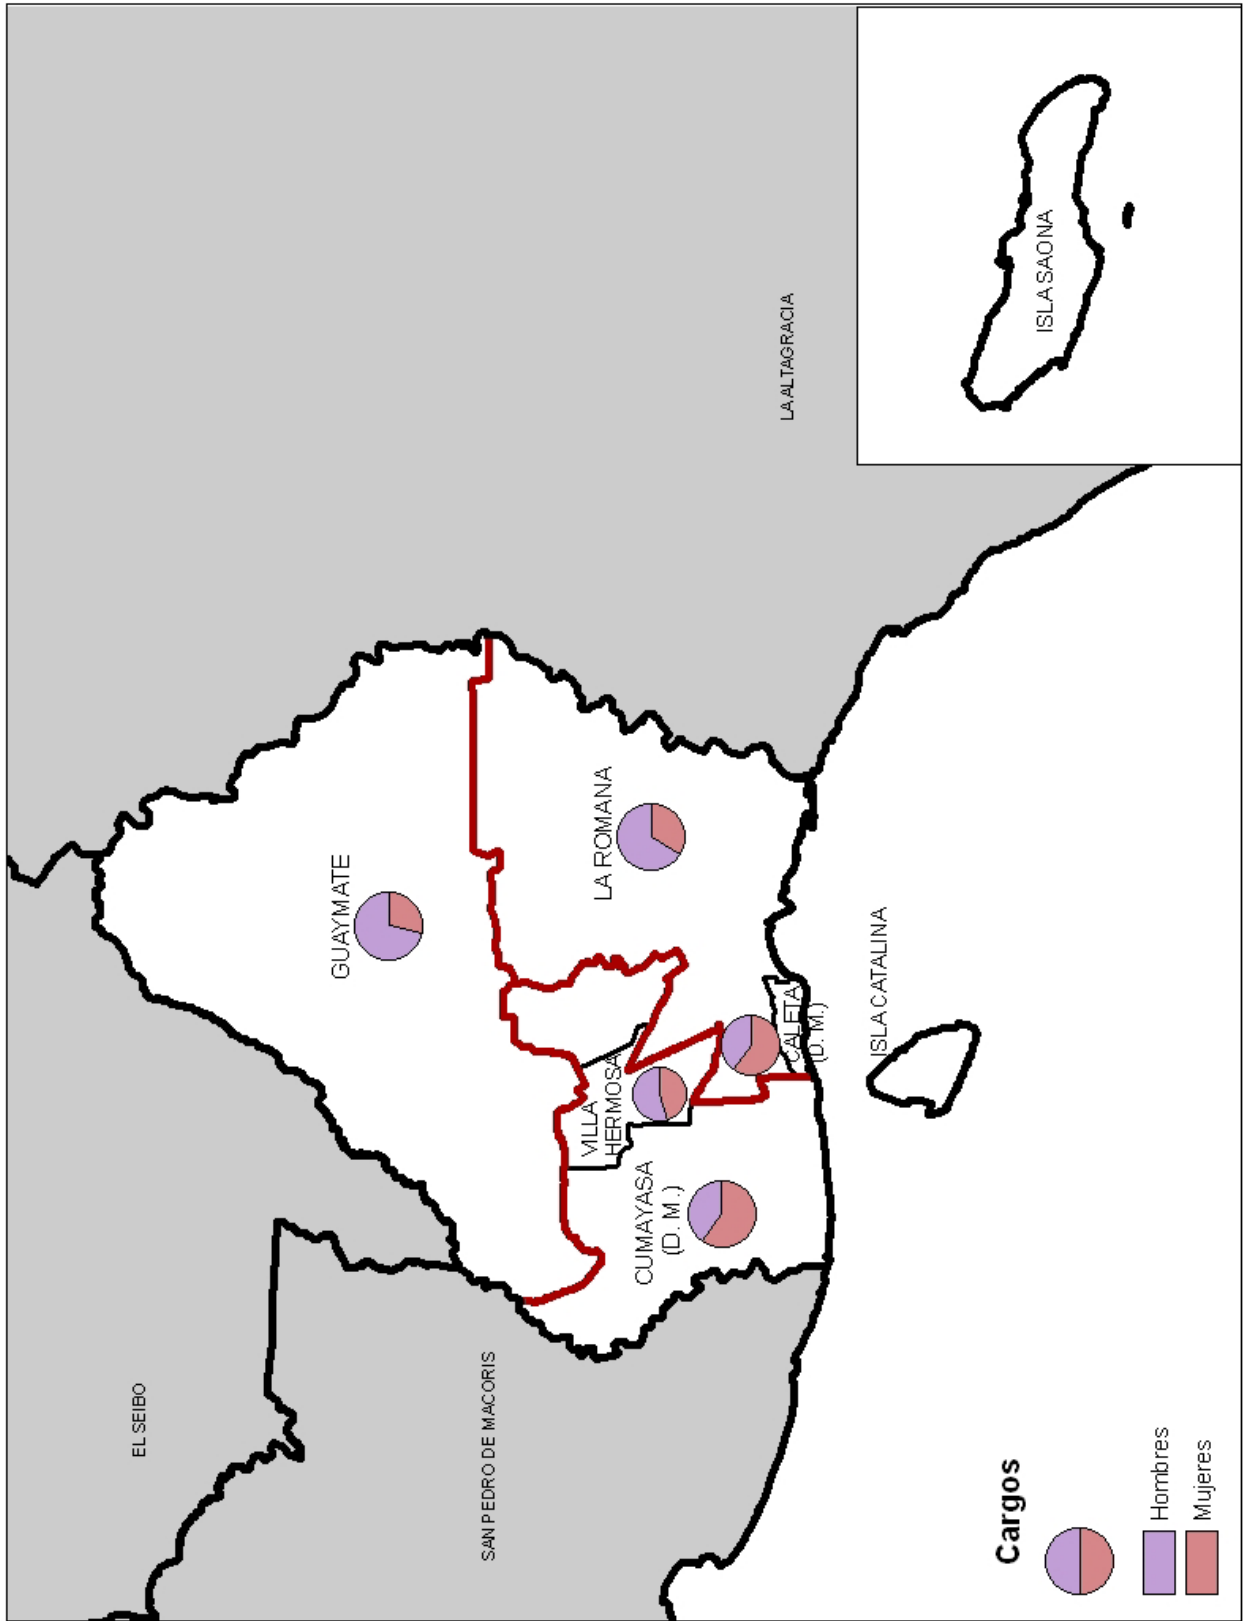 EL SEIBO
SAN PEDRO DE MACORIS
GUAYMATE
LA ROMANA
VILLA
HERMOSA
CUMAYASA
(D. M.)
CALETA
(D. M.)
LA ALTAGRACIA
ISLA CATALINA
ISLA SAONA
Cargos
Hombres
Mujeres